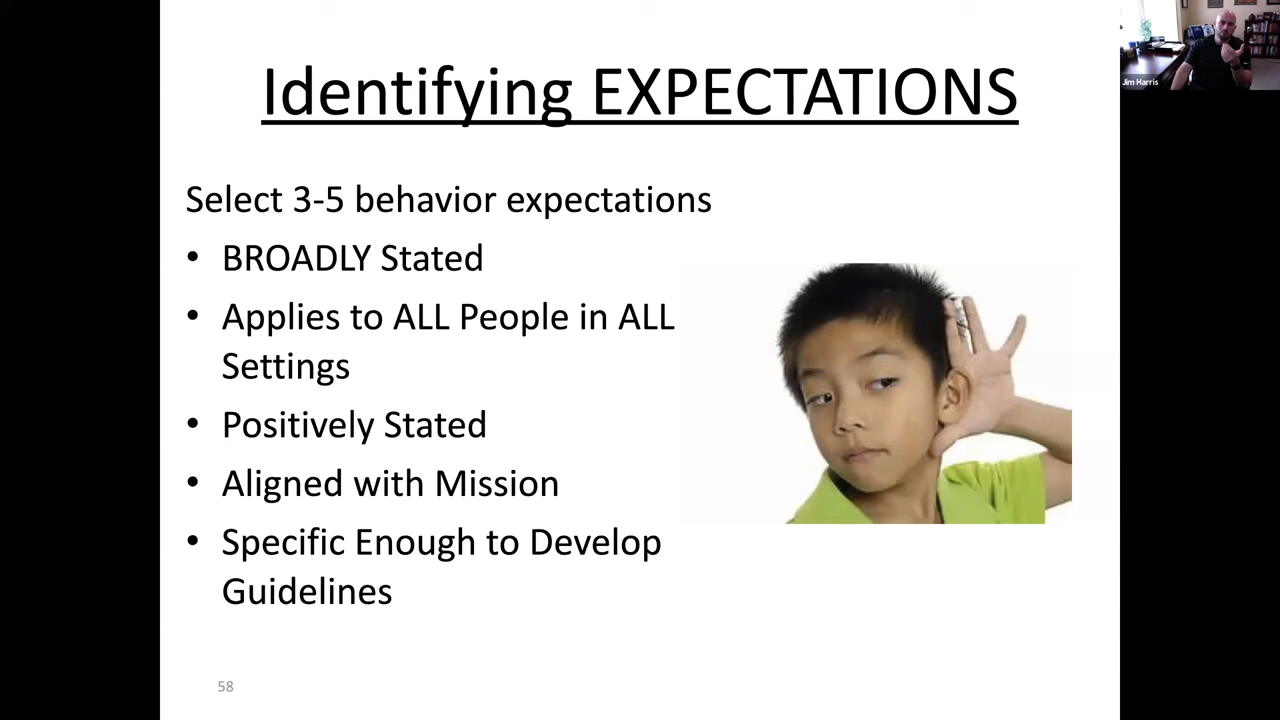 Identifying EXPECTATIONS
Jim Harris
Select 3-5 behavior expectations
• BROADLY Stated
• Applies to ALL People in ALL
Settings
• Positively Stated
• Aligned with Mission
• Specific Enough to Develop
Guidelines
58